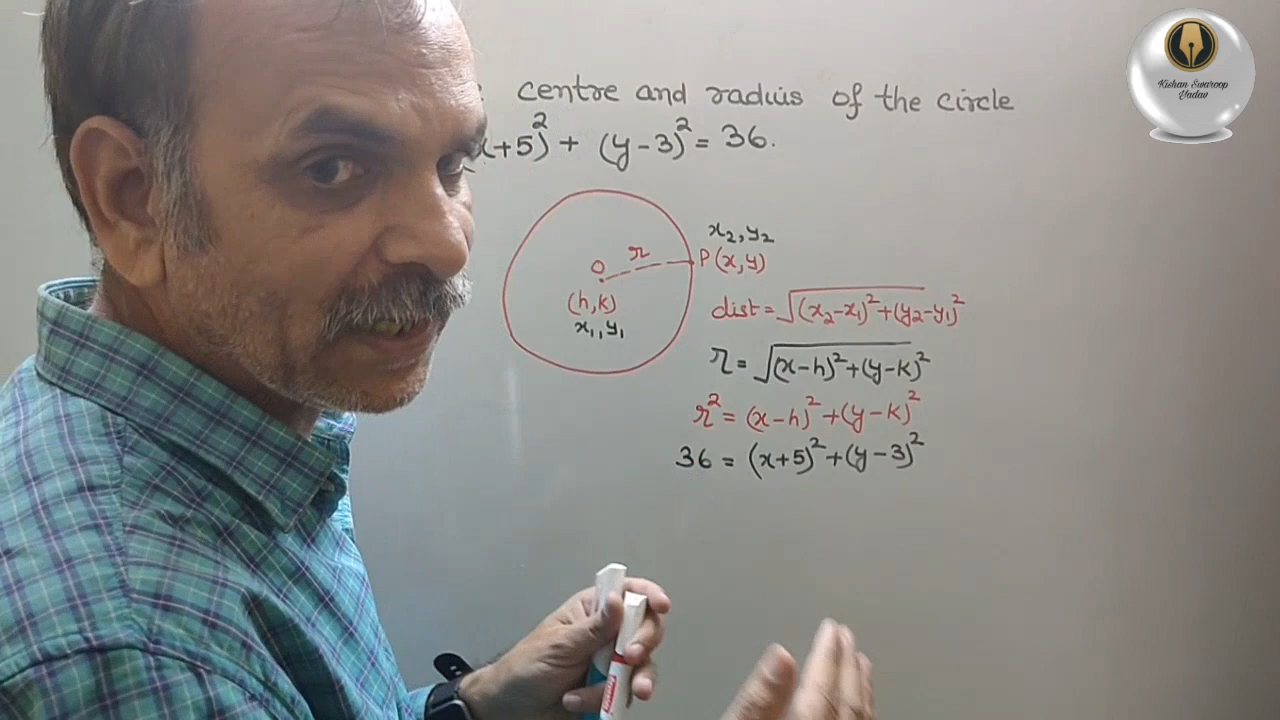 centre and radius of the circle
x+5)² + (y-3)² = 36.
x₂, y₂
r
P(x, y)
O
(h, k)
x₁, y₁
dist = √(x₂-x₁)²+(y₂-y₁)²
r = √(x-h)²+(y-k)²
r² = (x-h)²+(y-k)²
36 = (x+5)²+(y-3)²
Kishan Swaroop
Yadav